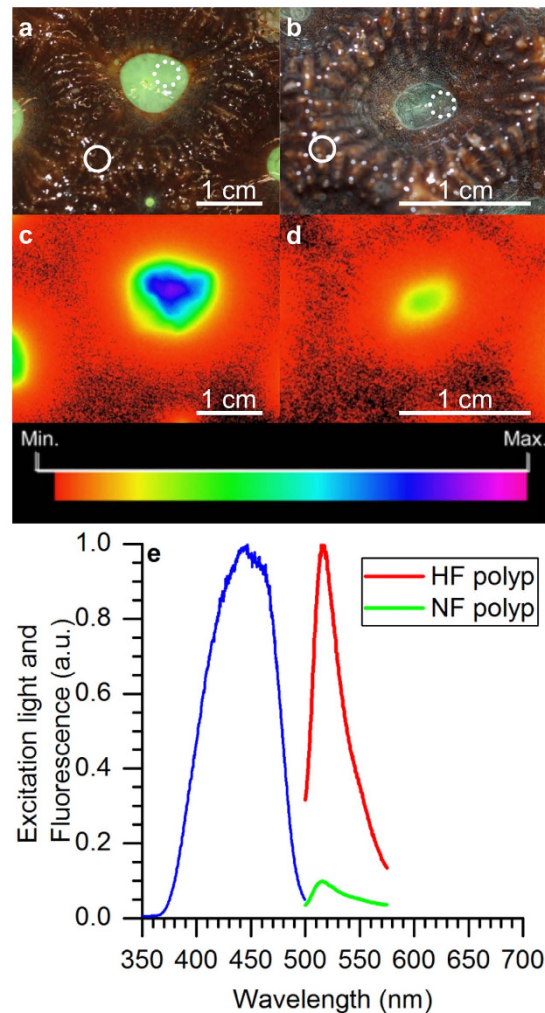 a
b
1 cm
1 cm
c
d
1 cm
1 cm
Min.
Max.
e
HF polyp
NF polyp
Excitation light and
Fluorescence (a.u.)
1.0
0.8
0.6
0.4
0.2
0.0
350 400 450 500 550 600 650 700
Wavelength (nm)